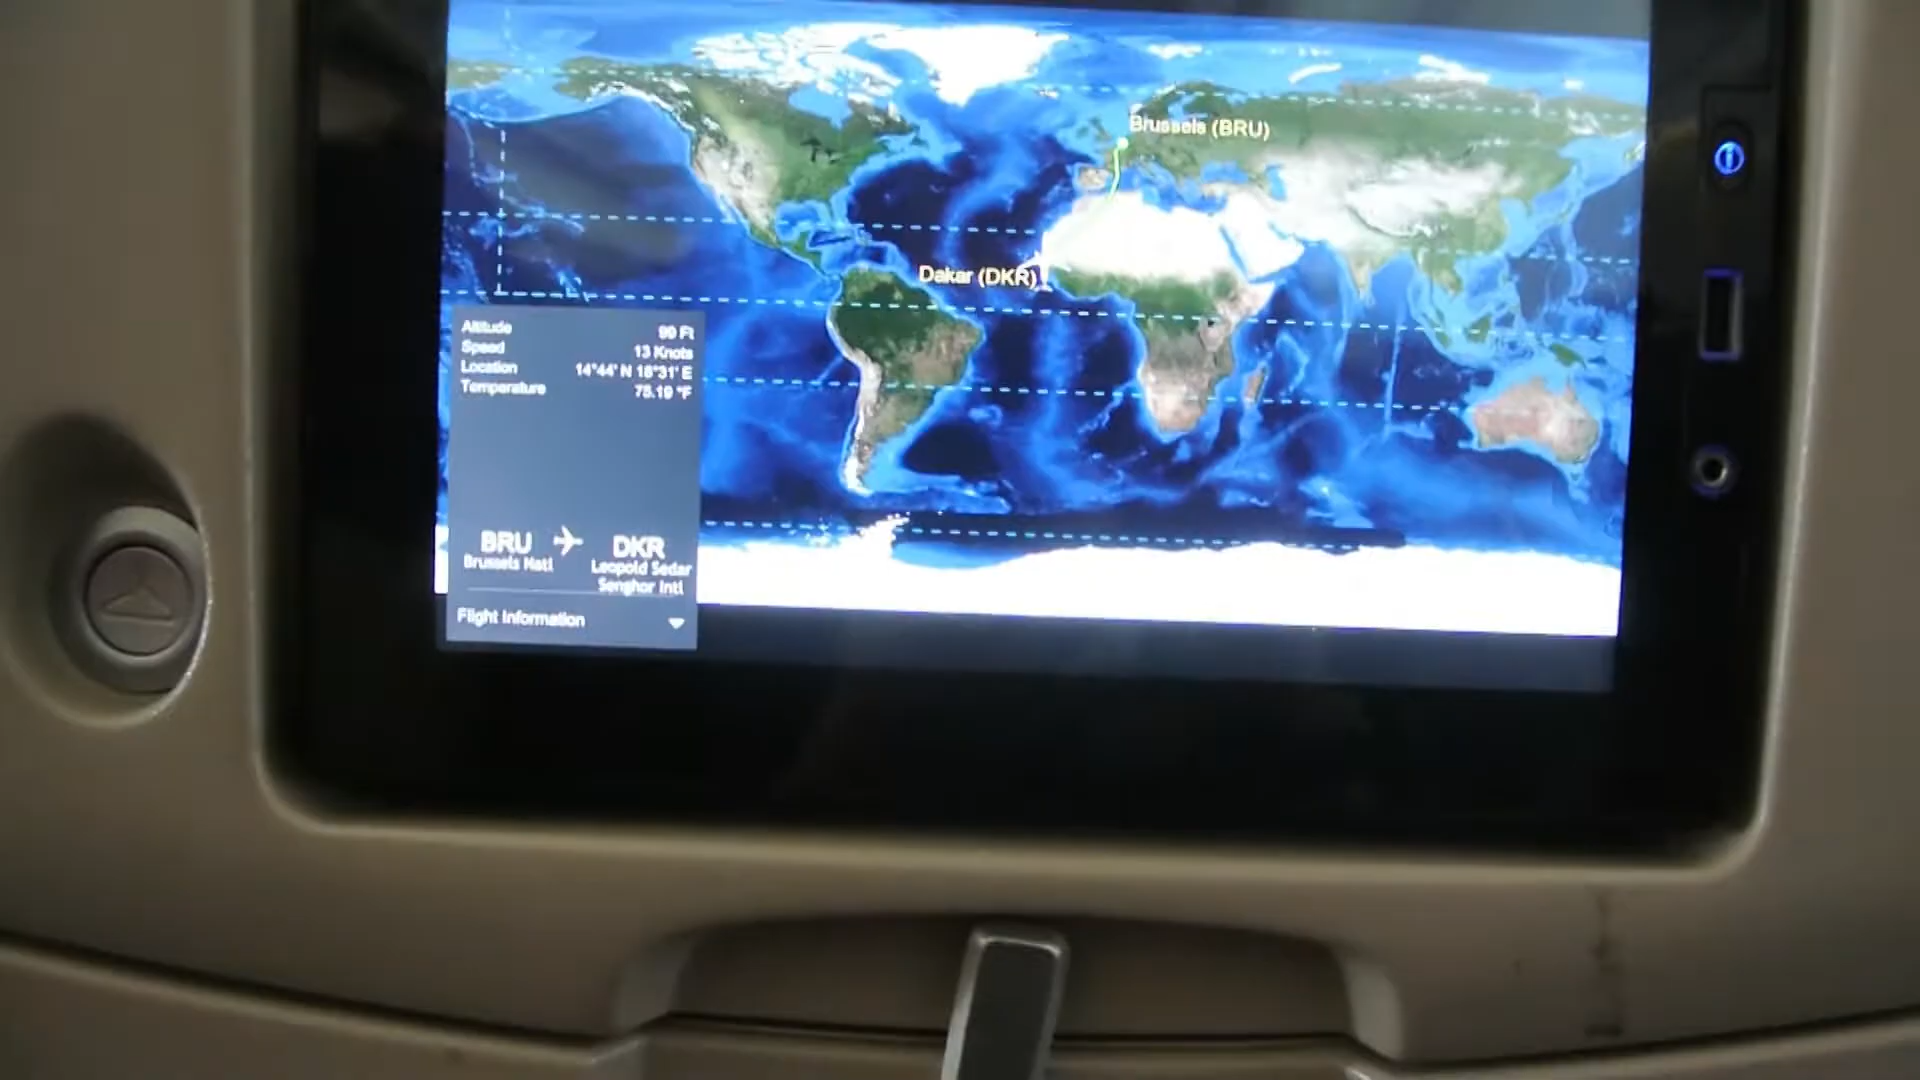 Brussels (BRU)
Dakar (DKR)
Altitude 99 Ft
Speed 13 Knots
Location 14°44' N 16°31' E
Temperature 75.19 °F
BRU DKR
Brussels Natl Leopold Sedar
Senghor Intl
Flight Information